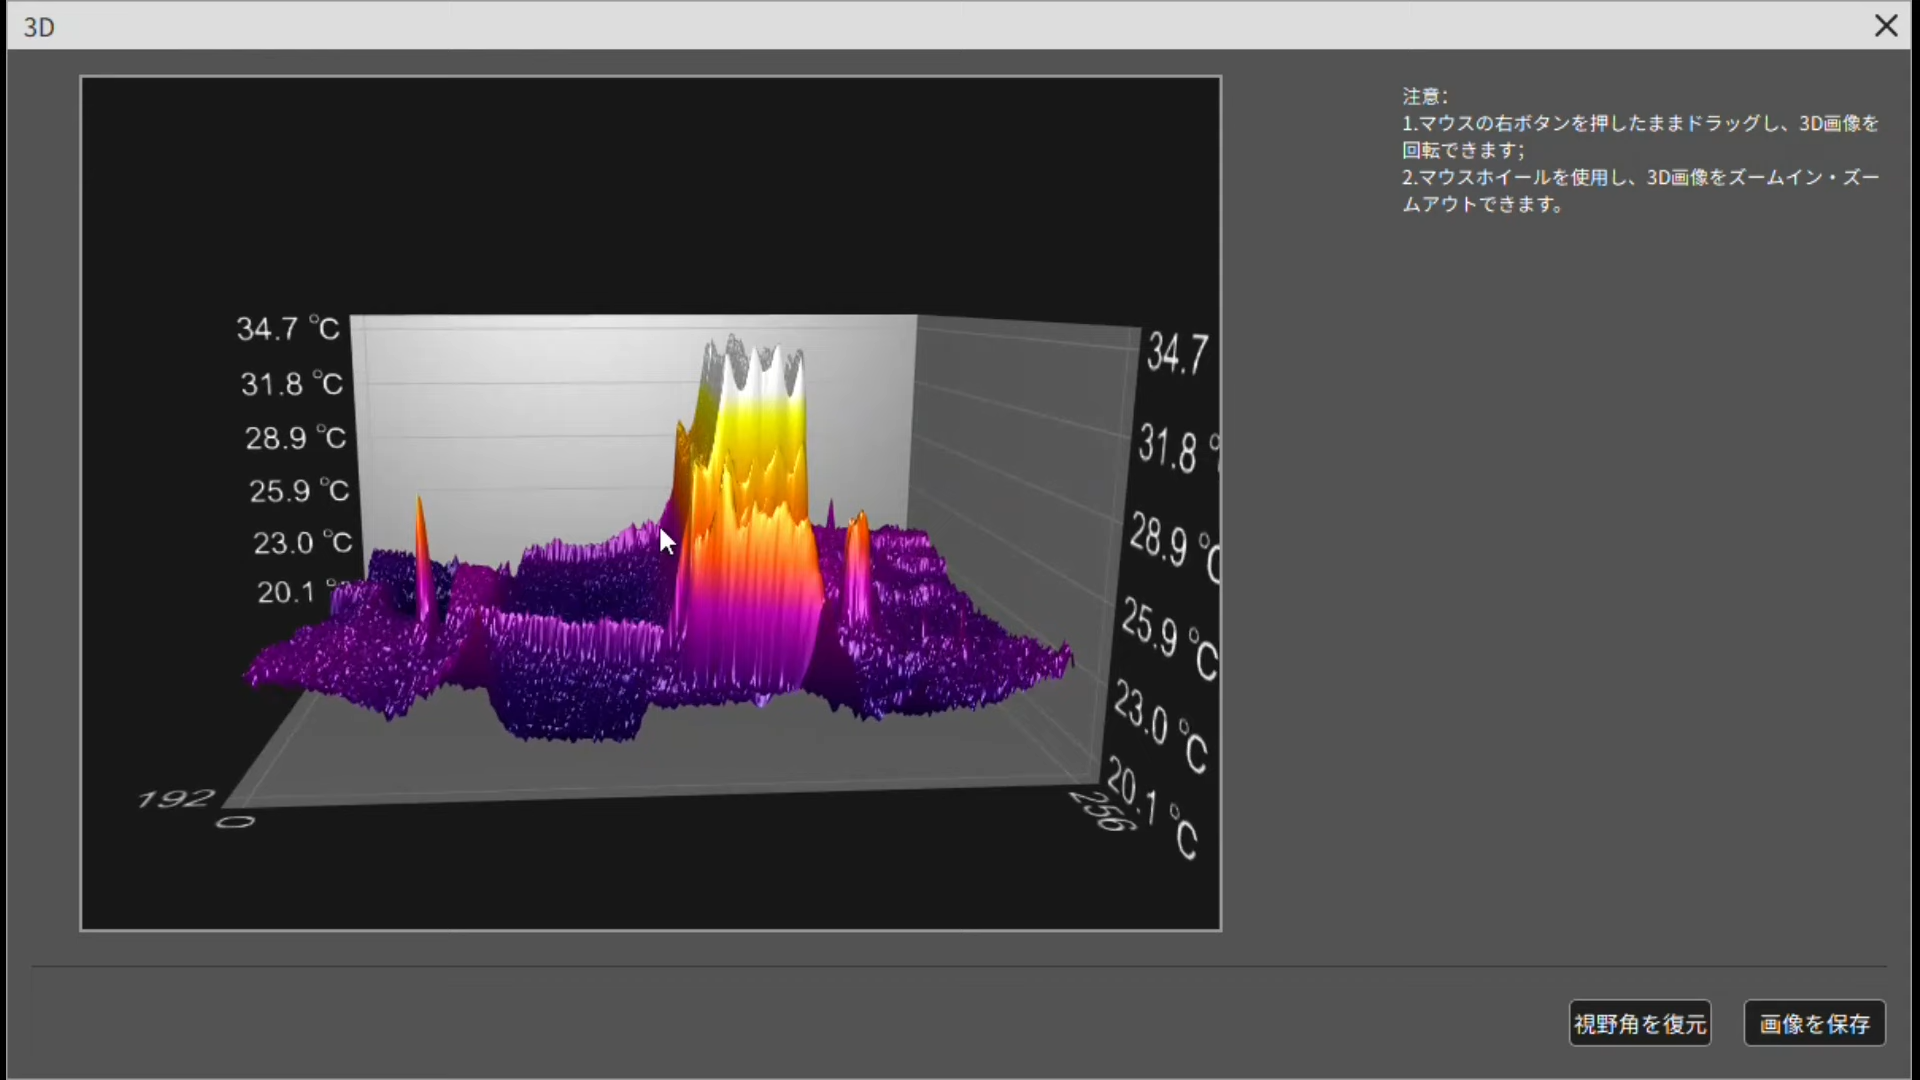 3D
注意：
1.マウスの右ボタンを押したままドラッグし、3D画像を
回転できます；
2.マウスホイールを使用し、3D画像をズームイン・ズー
ムアウトできます。
34.7 ℃
31.8 ℃
28.9 ℃
25.9 ℃
23.0 ℃
20.1
34.7
31.8 °
28.9 ℃
25.9 ℃
23.0 ℃
20.1 ℃
192
0
256
視野角を復元
画像を保存